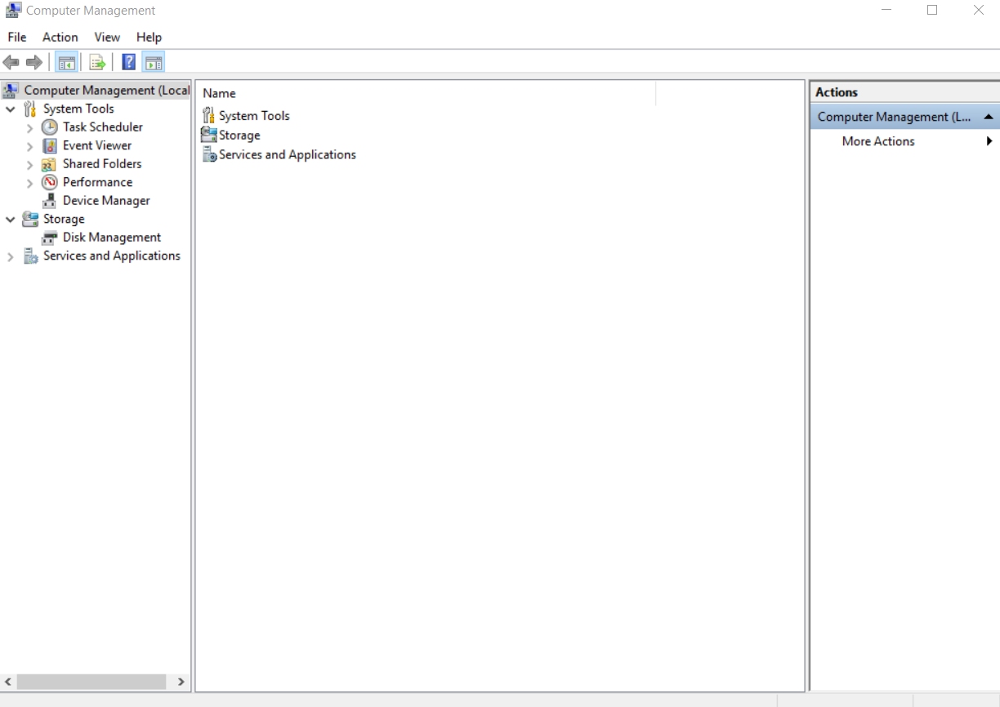 Computer Management
File Action View Help
Computer Management (Local
System Tools
Task Scheduler
Event Viewer
Shared Folders
Performance
Device Manager
Storage
Disk Management
Services and Applications
Name
System Tools
Storage
Services and Applications
Actions
Computer Management (L...
More Actions